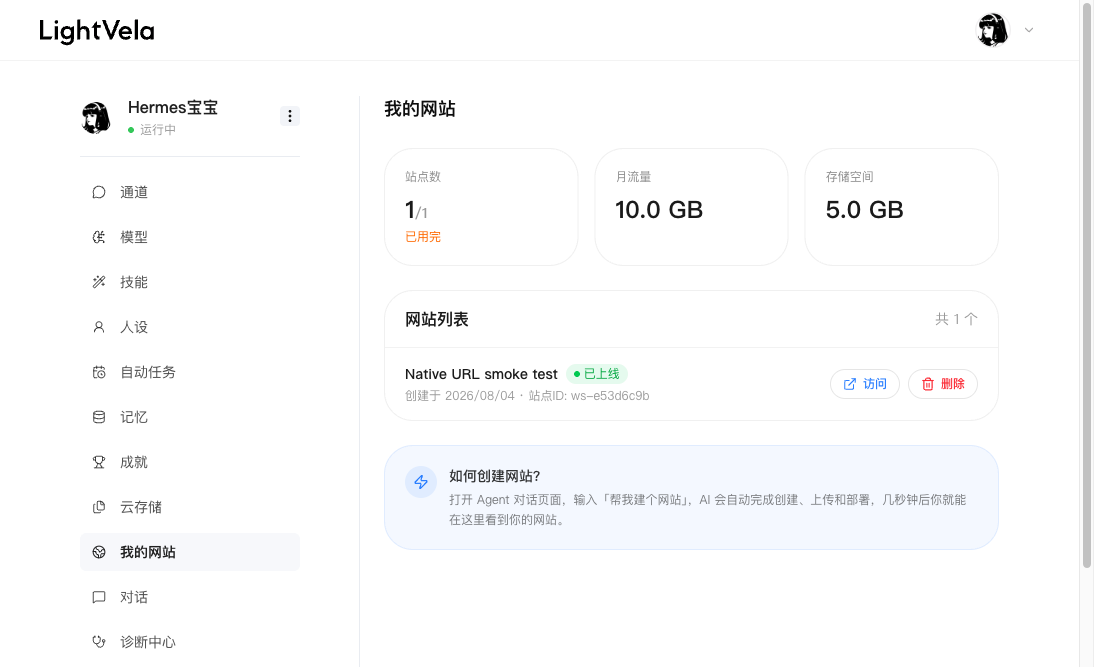 LightVela
Hermes宝宝
运行中
通道
模型
技能
人设
自动任务
记忆
成就
云存储
我的网站
对话
诊断中心
我的网站
站点数
1/1
已用完
月流量
10.0 GB
存储空间
5.0 GB
网站列表
共 1 个
Native URL smoke test
已上线
创建于 2026/08/04 · 站点ID: ws-e53d6c9b
访问
删除
如何创建网站?
打开 Agent 对话页面，输入「帮我建个网站」，AI 会自动完成创建、上传和部署，几秒钟后你就能
在这里看到你的网站。